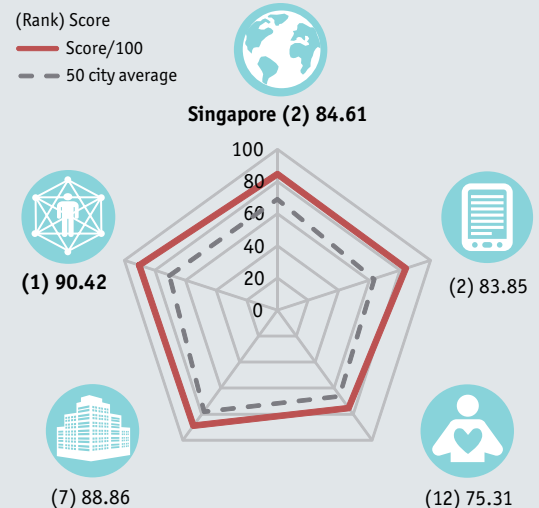 (Rank) Score
Score/100
50 city average
Singapore (2) 84.61
100
80
60
40
20
0
(1) 90.42
(2) 83.85
(7) 88.86
(12) 75.31